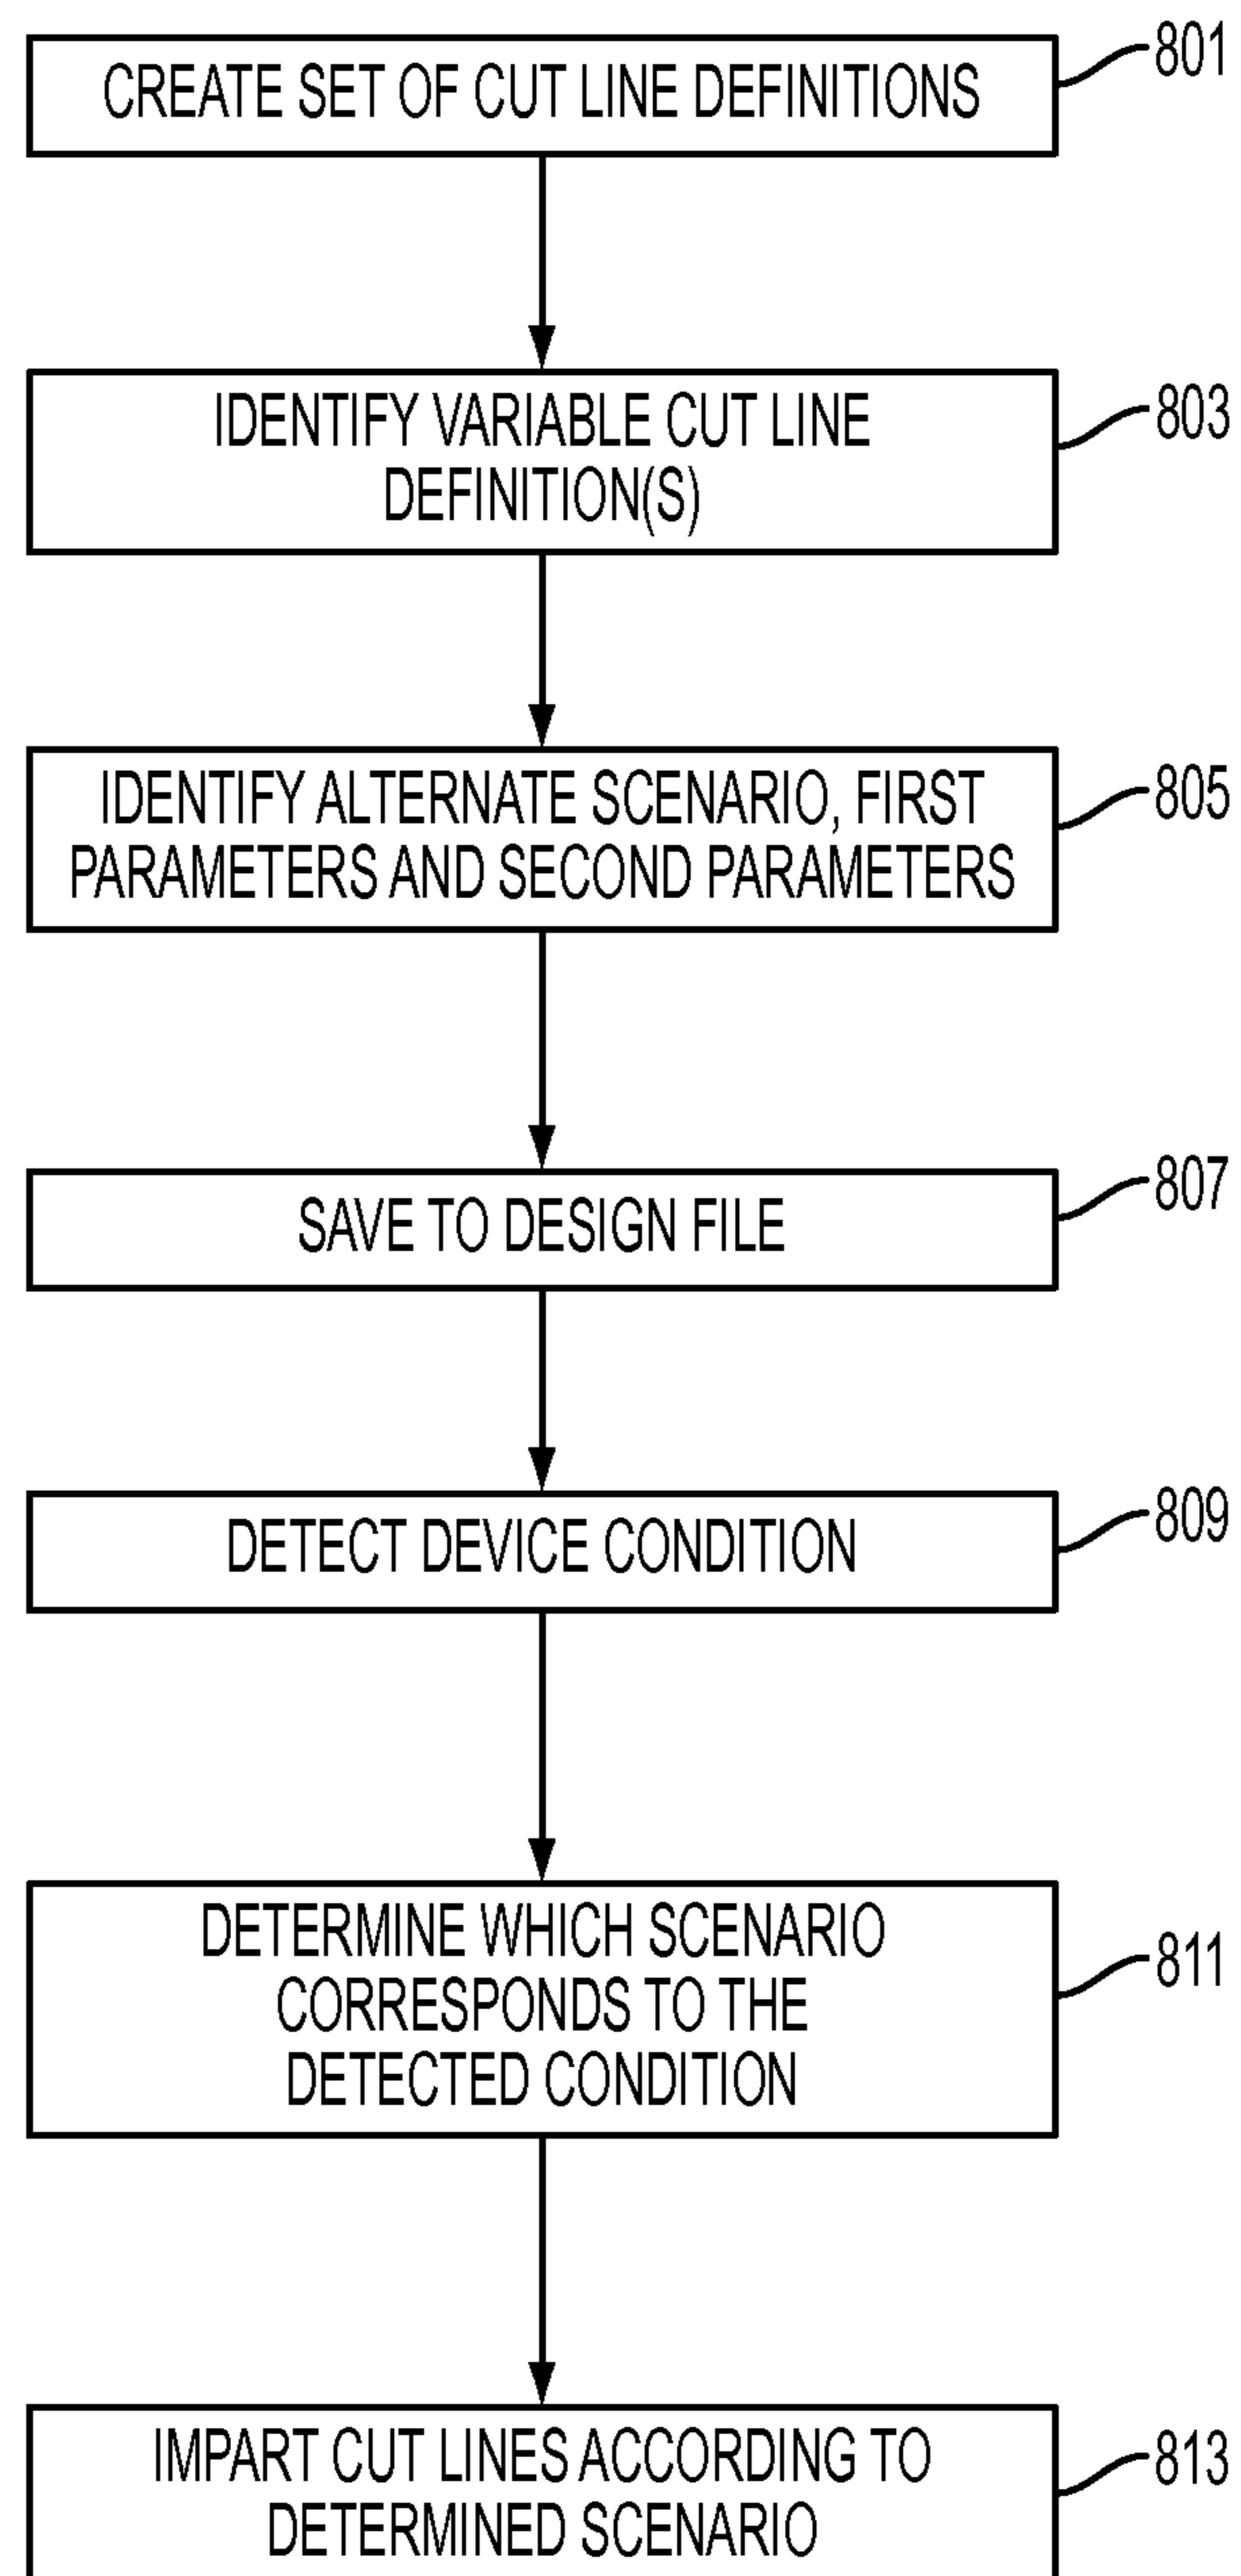 CREATE SET OF CUT LINE DEFINITIONS
801
IDENTIFY VARIABLE CUT LINE
DEFINITION(S)
803
IDENTIFY ALTERNATE SCENARIO, FIRST
PARAMETERS AND SECOND PARAMETERS
805
SAVE TO DESIGN FILE
807
DETECT DEVICE CONDITION
809
DETERMINE WHICH SCENARIO
CORRESPONDS TO THE
DETECTED CONDITION
811
IMPART CUT LINES ACCORDING TO
DETERMINED SCENARIO
813